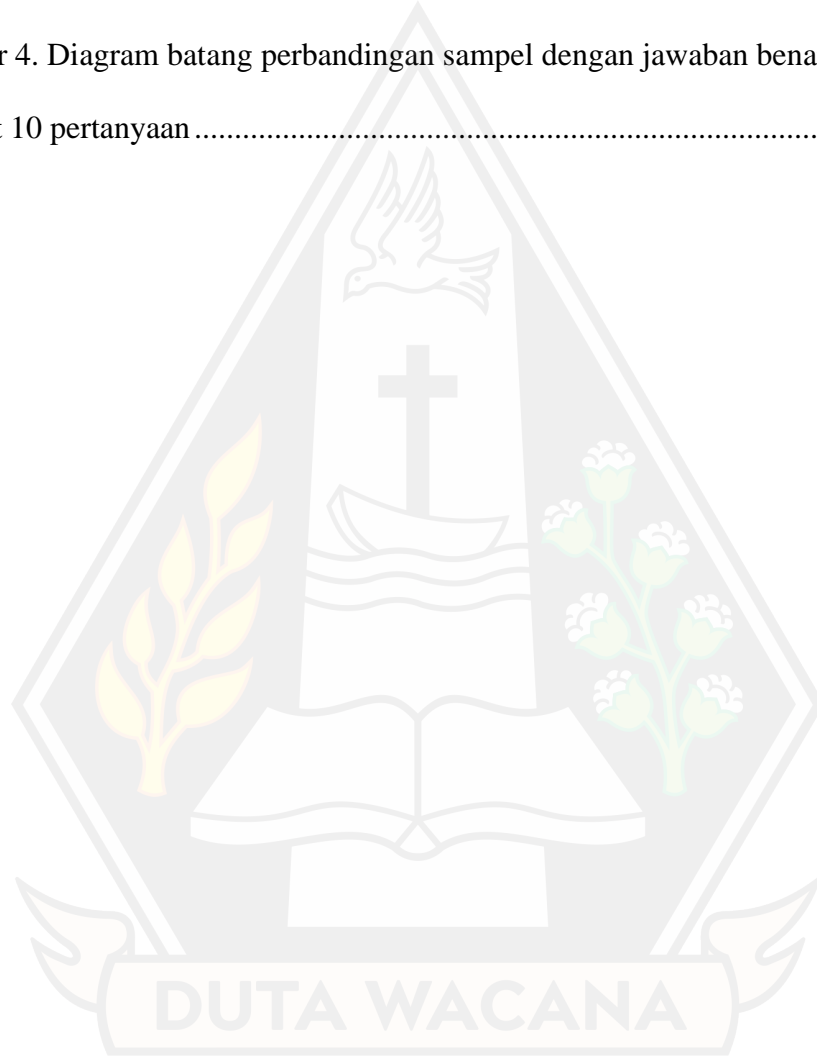 r 4. Diagram batang perbandingan sampel dengan jawaban bena
t 10 pertanyaan ................................................................................
DUTA WACANA